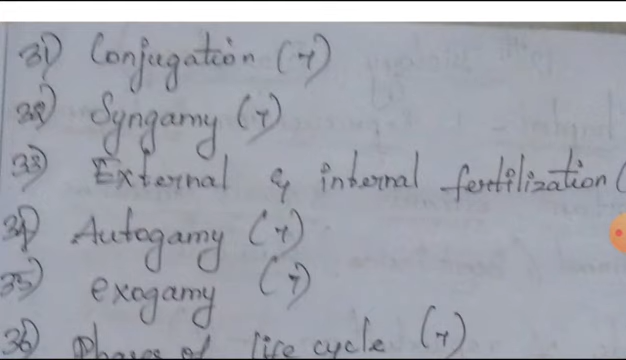 31) Conjugation (7)
32) Syngamy (7)
33) External & internal fertilization (
34) Autogamy (7)
35) exogamy (7)
36) Phases of life cycle (7)